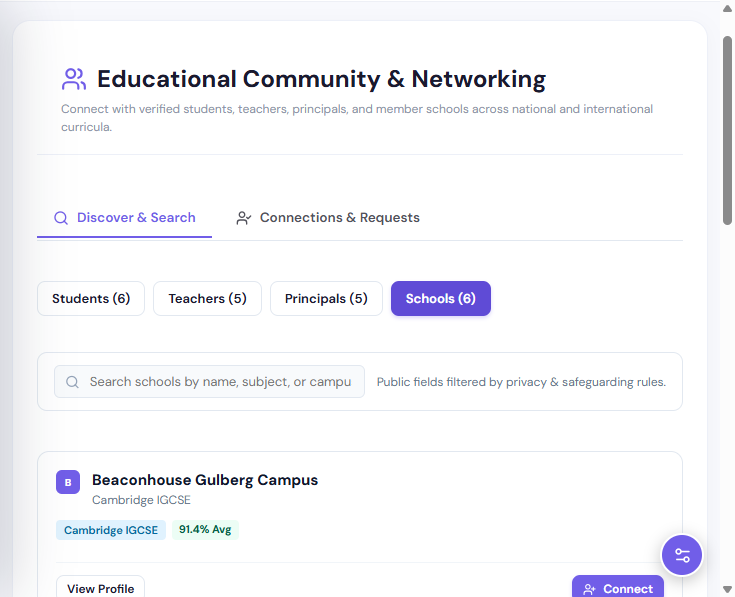 Educational Community & Networking
Connect with verified students, teachers, principals, and member schools across national and international
curricula.
Discover & Search
Connections & Requests
Students (6)
Teachers (5)
Principals (5)
Schools (6)
Search schools by name, subject, or campu
Public fields filtered by privacy & safeguarding rules.
B
Beaconhouse Gulberg Campus
Cambridge IGCSE
Cambridge IGCSE
91.4% Avg
View Profile
Connect